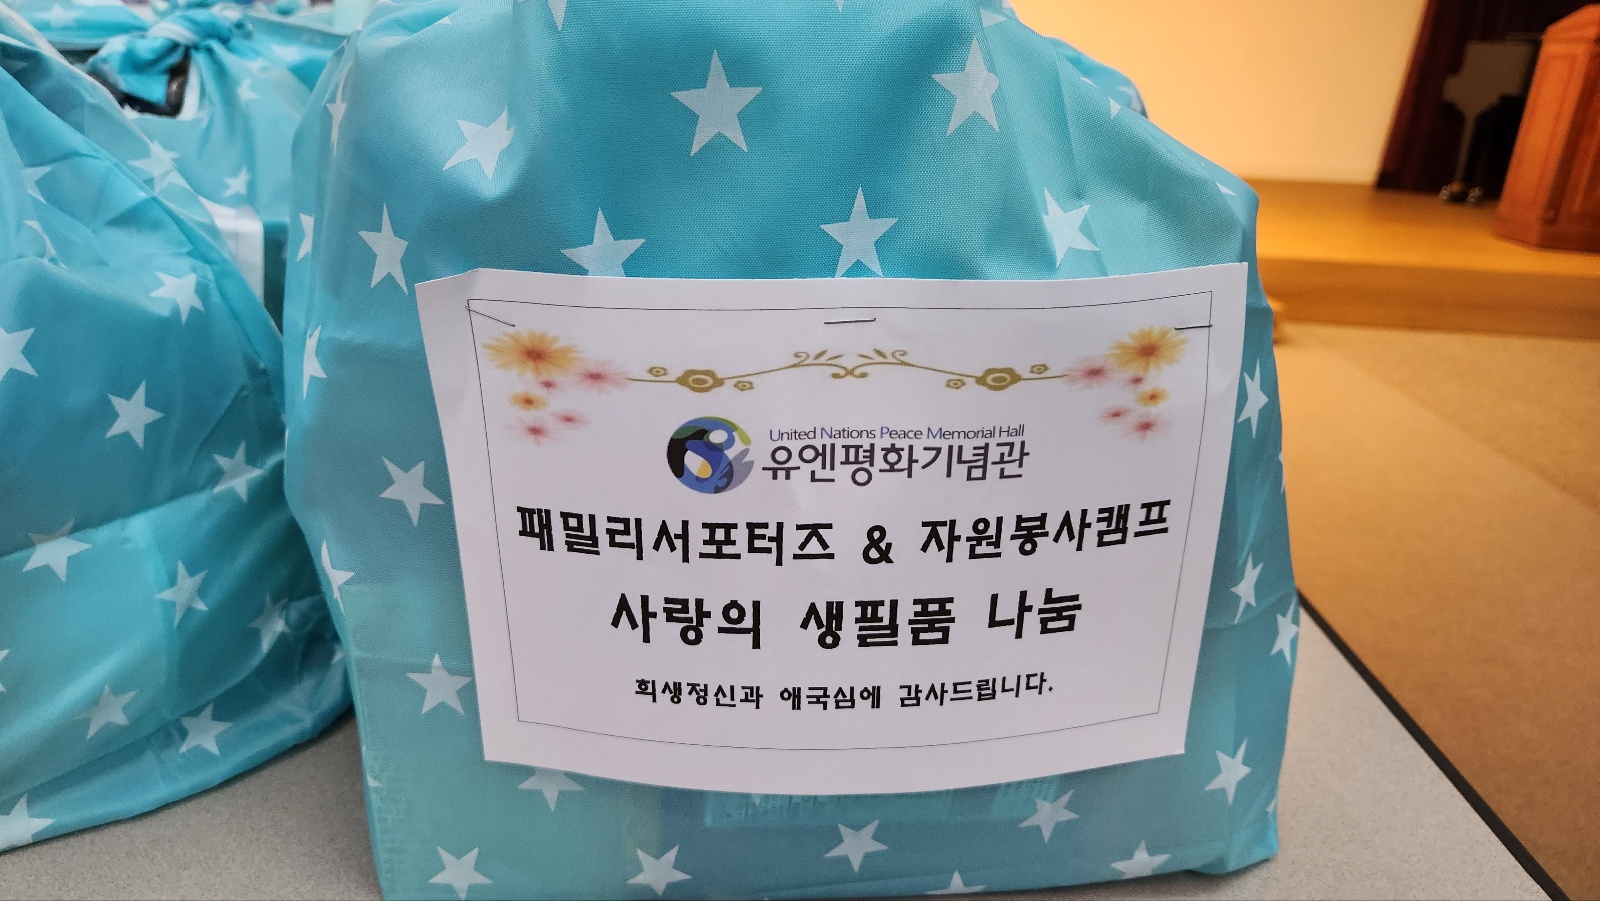 United Nations Peace Memorial Hall
유엔평화기념관
패밀리서포터즈 & 자원봉사캠프
사랑의 생필품 나눔
희생정신과 애국심에 감사드립니다.